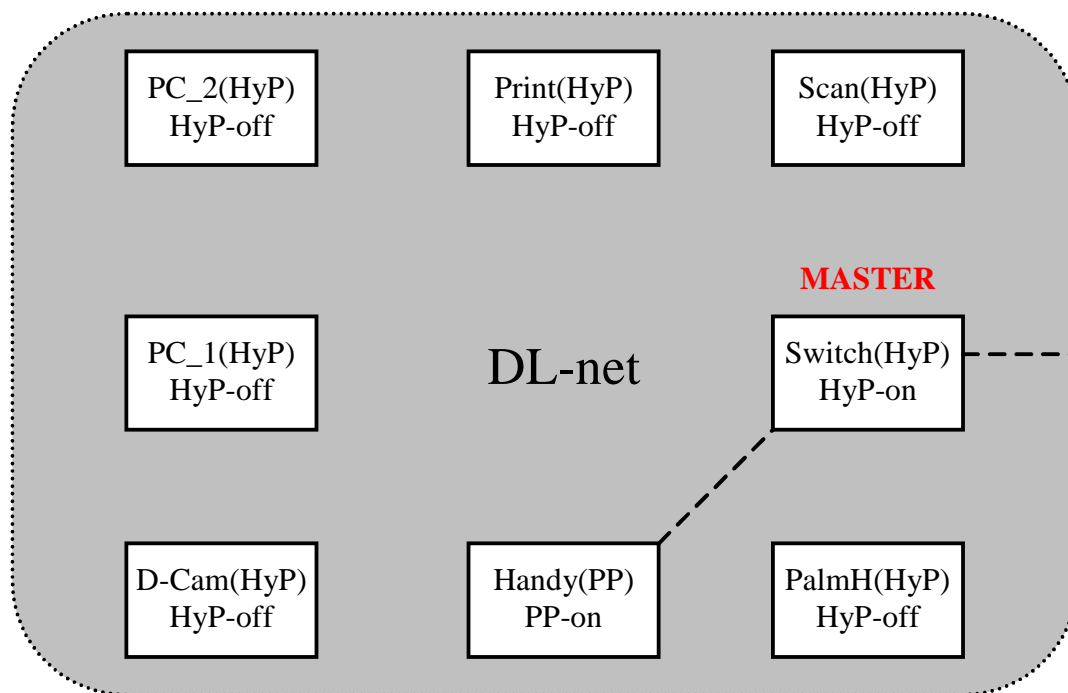 PC_2(HyP)
HyP-off
Print(HyP)
HyP-off
Scan(HyP)
HyP-off
MASTER
PC_1(HyP)
HyP-off
DL-net
Switch(HyP)
HyP-on
D-Cam(HyP)
HyP-off
Handy(PP)
PP-on
PalmH(HyP)
HyP-off